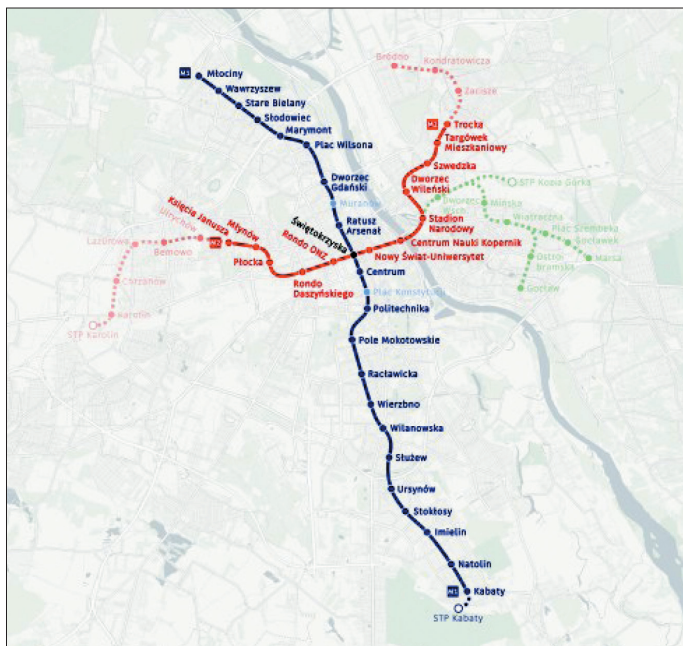 M1
Młociny
Wawrzyszew
Stare Bielany
Słodowiec
Marymont
Plac Wilsona
Dworzec
Gdański
Muranów
Ratusz
Arsenał
Świętokrzyska
Centrum
Plac Konstytucji
Politechnika
Pole Mokotowskie
Racławicka
Wierzbno
Wilanowska
Służew
Ursynów
Stokłosy
Imielin
Natolin
M1
Kabaty
STP Kabaty
Bródno
Kondratowicza
Zacisze
M2
Trocka
Targówek
Mieszkaniowy
Szwedzka
Dworzec
Wileński
Stadion
Narodowy
Centrum Nauki Kopernik
Nowy Świat-Uniwersytet
Rondo ONZ
Rondo
Daszyńskiego
Płocka
Młynów
Księcia Janusza
M2
Ulrychów
Bemowo
Lazurowa
Chrzanów
Karolin
STP Karolin
STP Kozia Górka
Dworzec
Mińska
Wiatraczna
Ostro-
bramska
Gocław
Plac Szembeka
Gocławek
Marsa